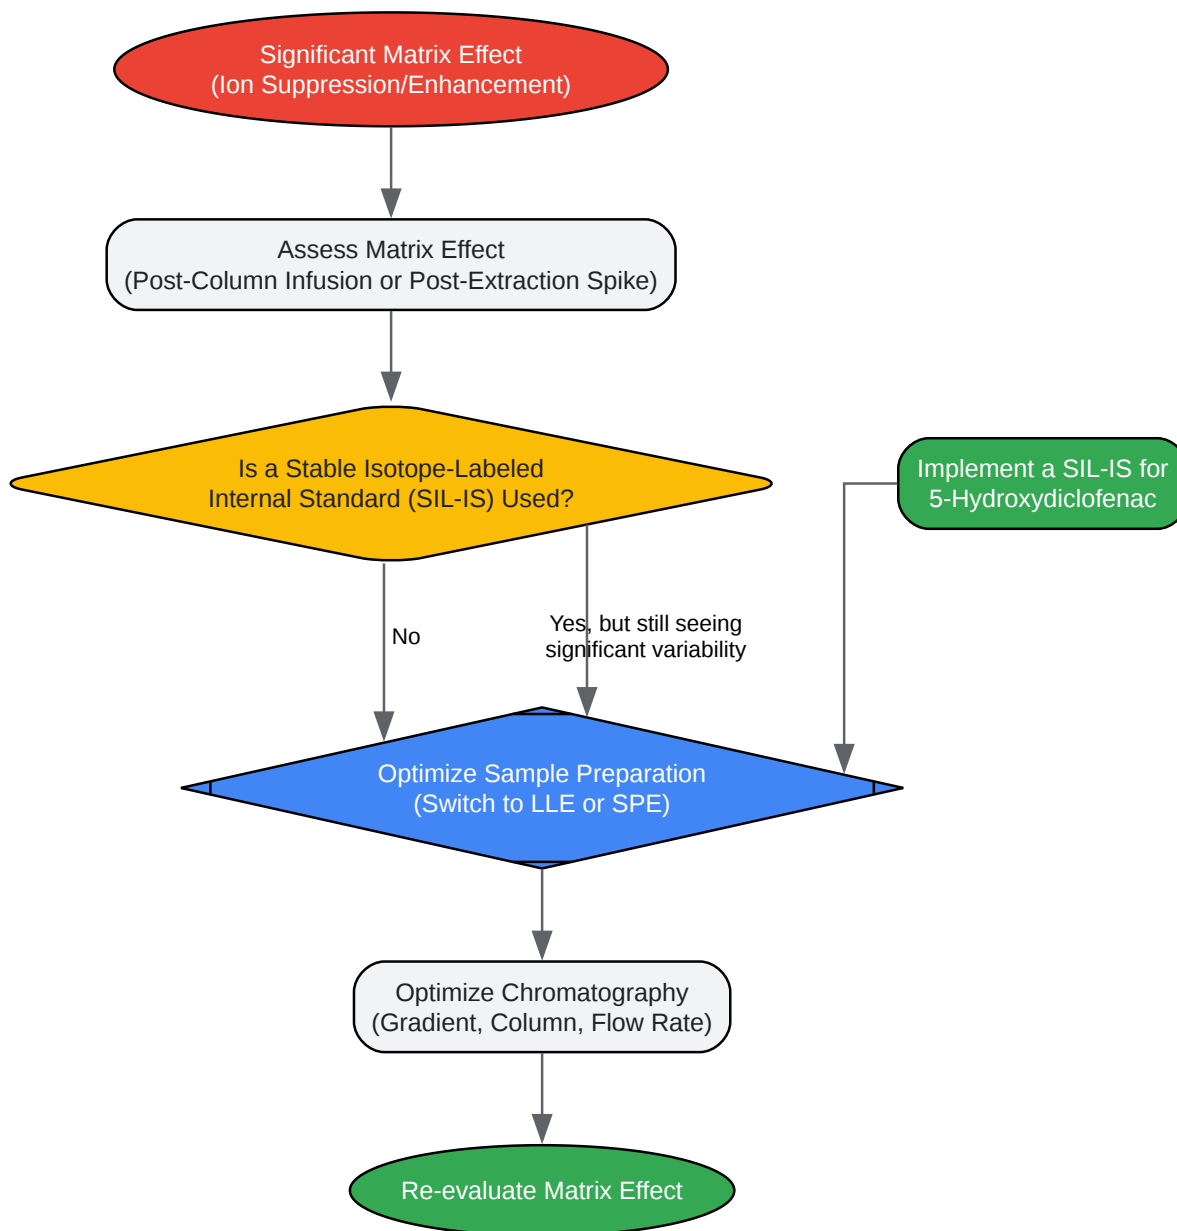 Significant Matrix Effect
(Ion Suppression/Enhancement)
Assess Matrix Effect
(Post-Column Infusion or Post-Extraction Spike)
Is a Stable Isotope-Labeled
Internal Standard (SIL-IS) Used?
Implement a SIL-IS for
5-Hydroxydiclofenac
No
Yes, but still seeing
significant variability
Optimize Sample Preparation
(Switch to LLE or SPE)
Optimize Chromatography
(Gradient, Column, Flow Rate)
Re-evaluate Matrix Effect